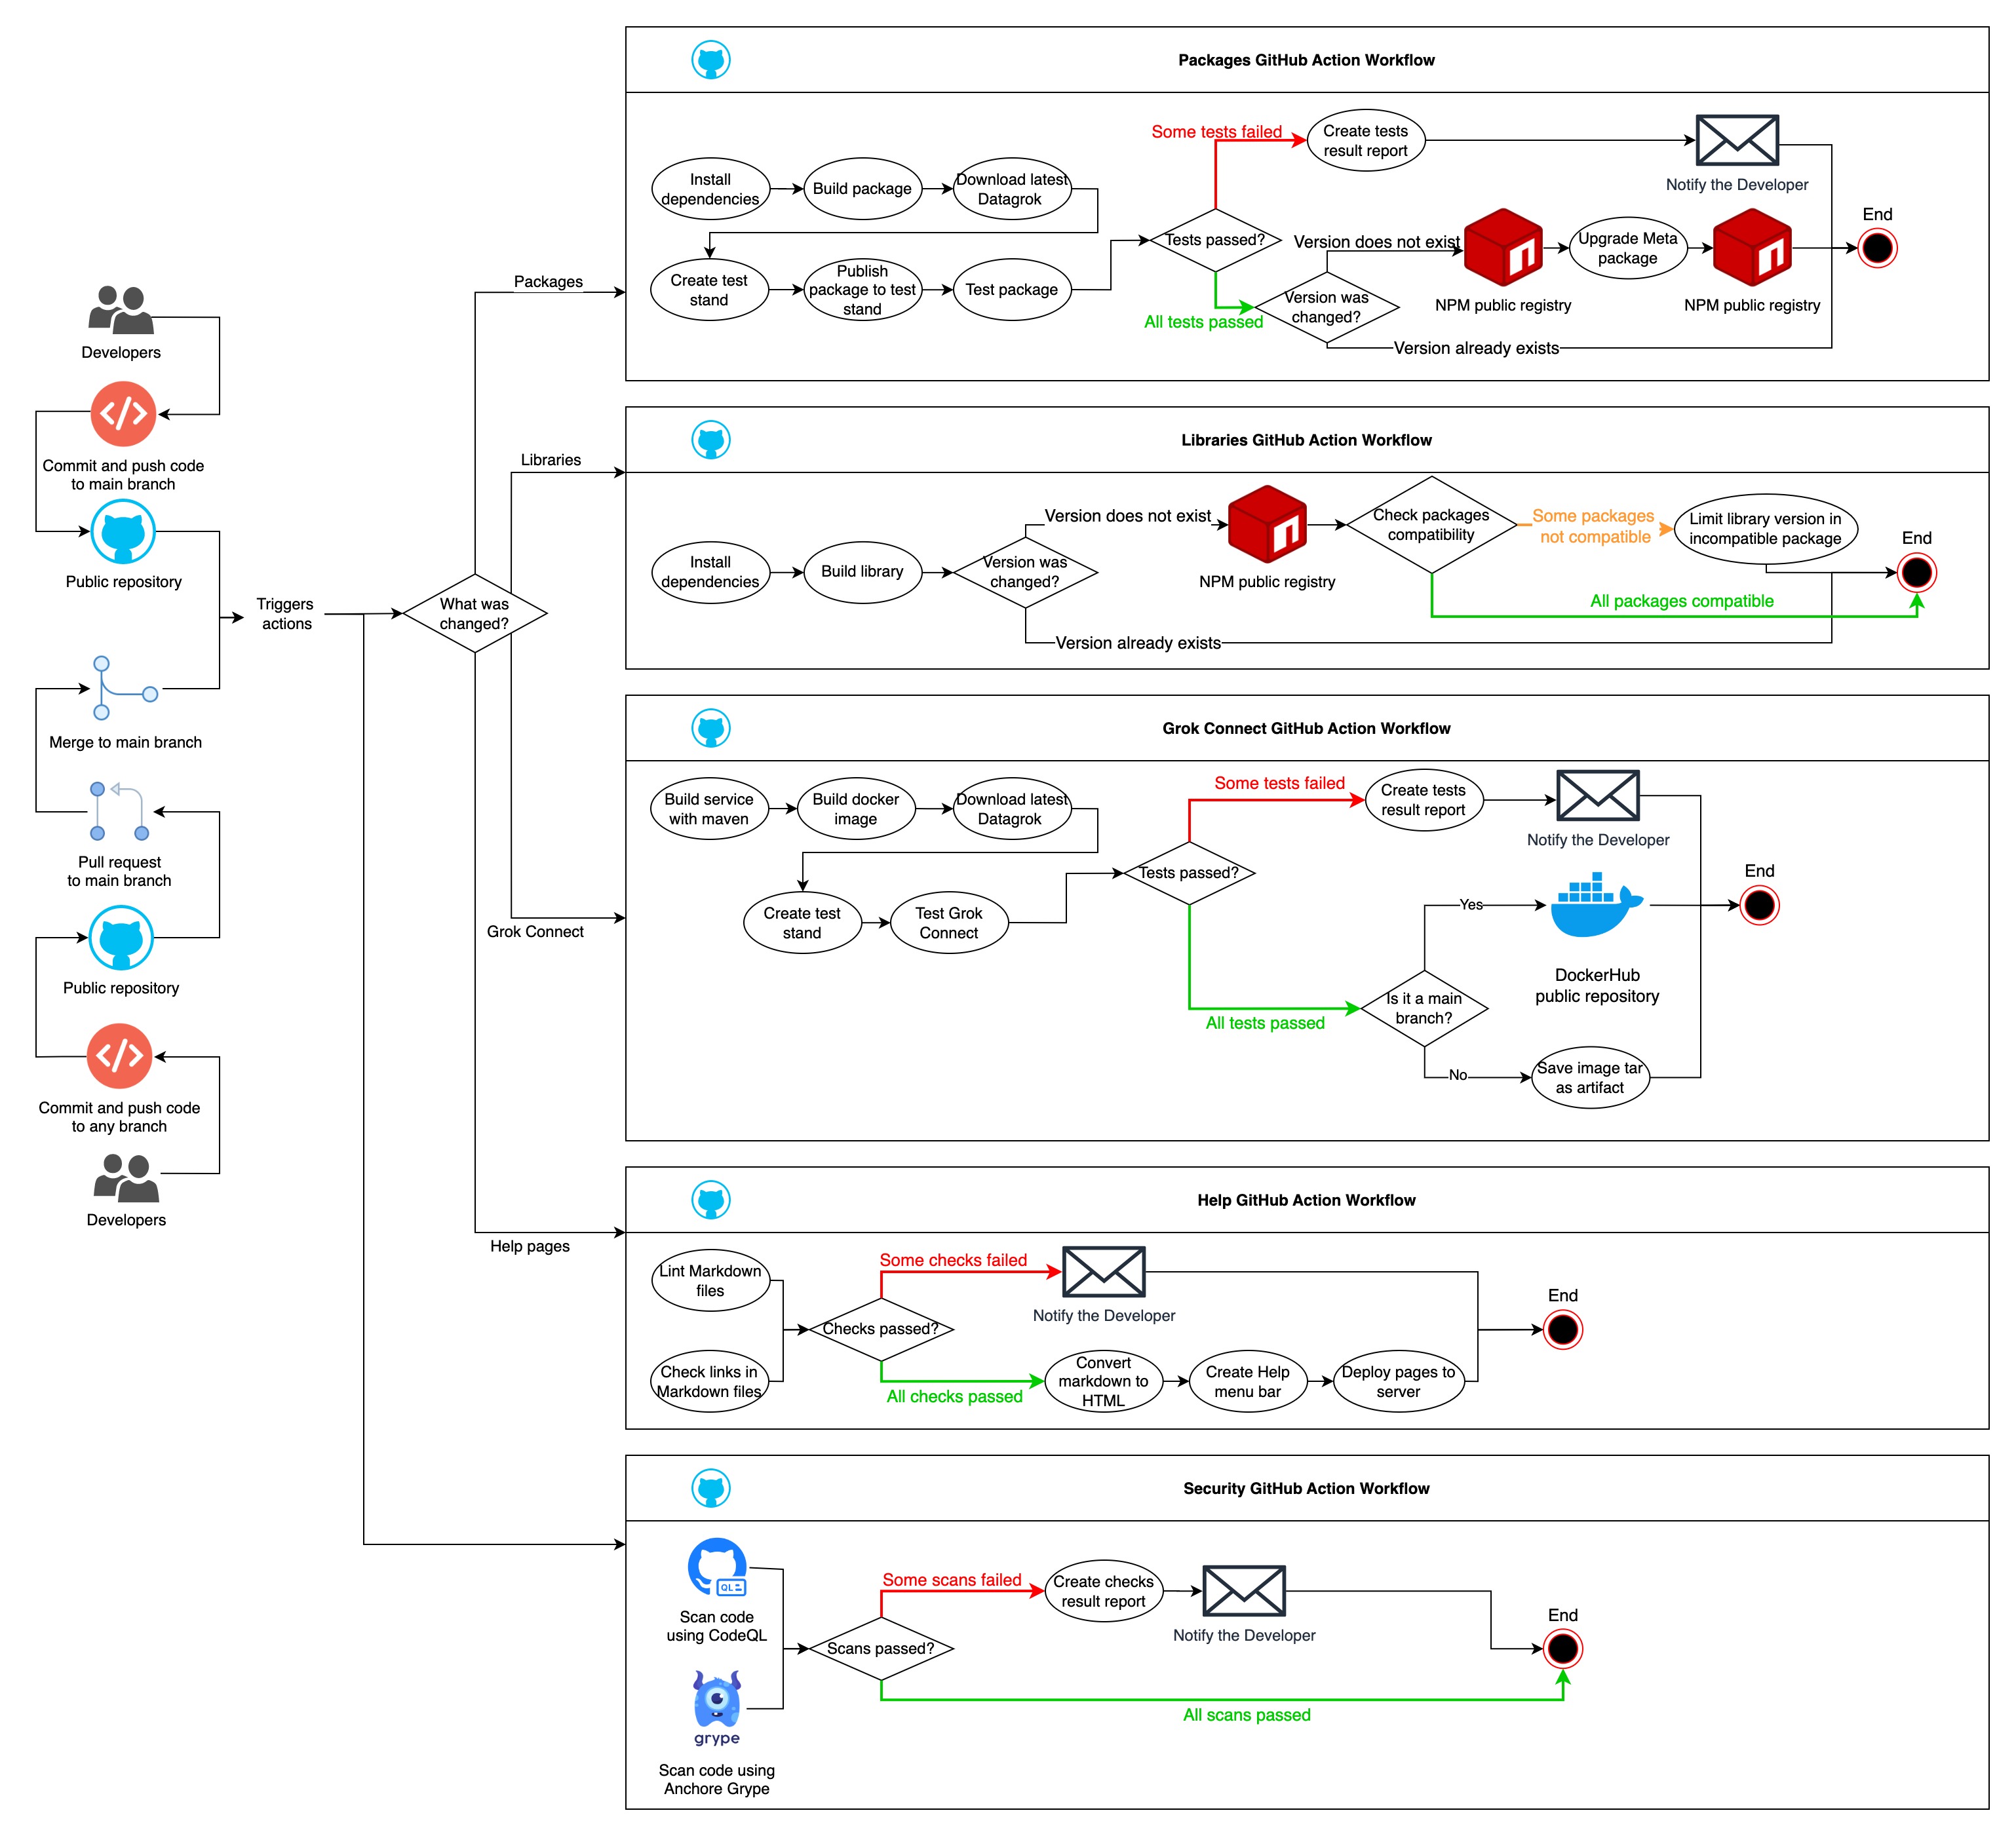 Developers
Commit and push code
to main branch
Public repository
Merge to main branch
Pull request
to main branch
Public repository
Commit and push code
to any branch
Developers
Triggers
actions
What was
changed?
Packages
Libraries
Grok Connect
Help pages
Packages GitHub Action Workflow
Install
dependencies
Build package
Download latest
Datagrok
Create test
stand
Publish
package to test
stand
Test package
Tests passed?
Some tests failed
Create tests
result report
Notify the Developer
All tests passed
Version was
changed?
Version does not exist
NPM public registry
Upgrade Meta
package
NPM public registry
Version already exists
End
Libraries GitHub Action Workflow
Install
dependencies
Build library
Version was
changed?
Version does not exist
NPM public registry
Check packages
compatibility
Some packages
not compatible
Limit library version in
incompatible package
All packages compatible
Version already exists
End
Grok Connect GitHub Action Workflow
Build service
with maven
Build docker
image
Download latest
Datagrok
Create test
stand
Test Grok
Connect
Tests passed?
Some tests failed
Create tests
result report
Notify the Developer
All tests passed
Is it a main
branch?
Yes
DockerHub
public repository
No
Save image tar
as artifact
End
Help GitHub Action Workflow
Lint Markdown
files
Check links in
Markdown files
Checks passed?
Some checks failed
Notify the Developer
All checks passed
Convert
markdown to
HTML
Create Help
menu bar
Deploy pages to
server
End
Security GitHub Action Workflow
QL
Scan code
using CodeQL
grype
Scan code using
Anchore Grype
Scans passed?
Some scans failed
Create checks
result report
Notify the Developer
All scans passed
End